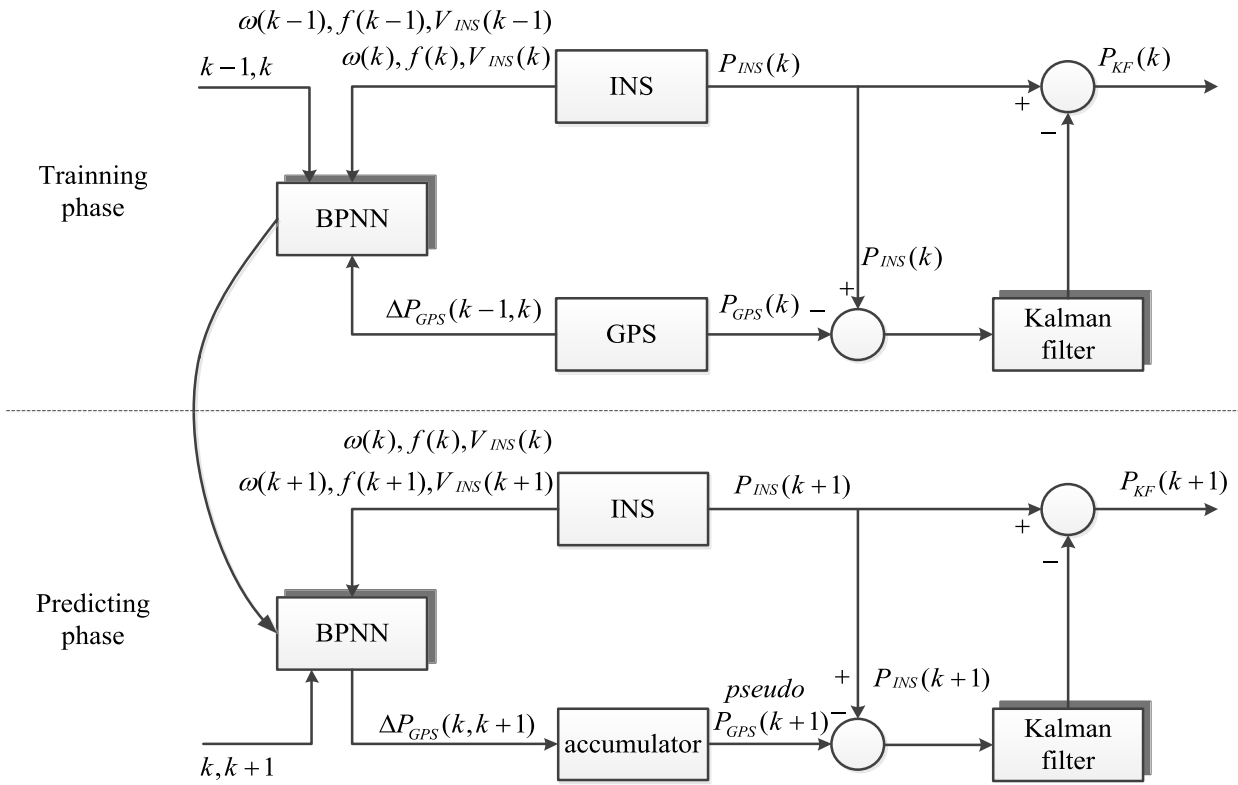 ω(k−1), f(k−1), V_INS(k−1)
ω(k), f(k), V_INS(k)
k−1, k
INS
P_INS(k)
P_KF(k)
+
−
Trainning
phase
BPNN
P_INS(k)
+
ΔP_GPS(k−1, k)
GPS
P_GPS(k)
−
Kalman
filter
ω(k), f(k), V_INS(k)
ω(k+1), f(k+1), V_INS(k+1)
INS
P_INS(k+1)
P_KF(k+1)
+
−
Predicting
phase
BPNN
+
P_INS(k+1)
ΔP_GPS(k, k+1)
accumulator
pseudo
P_GPS(k+1)
−
Kalman
filter
k, k+1